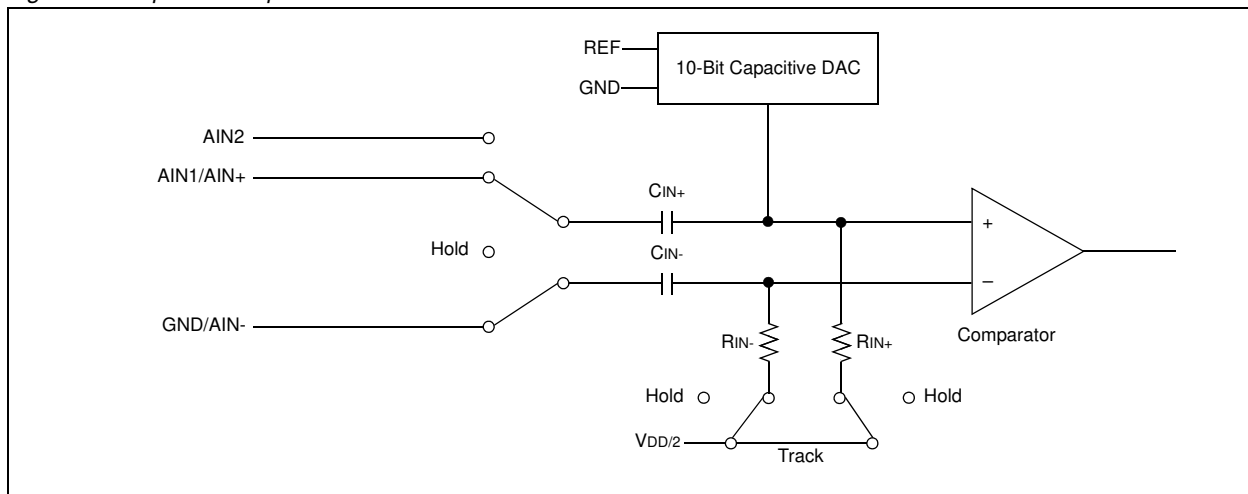 REF
10-Bit Capacitive DAC
GND
AIN2
AIN1/AIN+
CIN+
+
Hold
CIN-
−
GND/AIN-
Comparator
RIN-
RIN+
Hold
Hold
VDD/2
Track